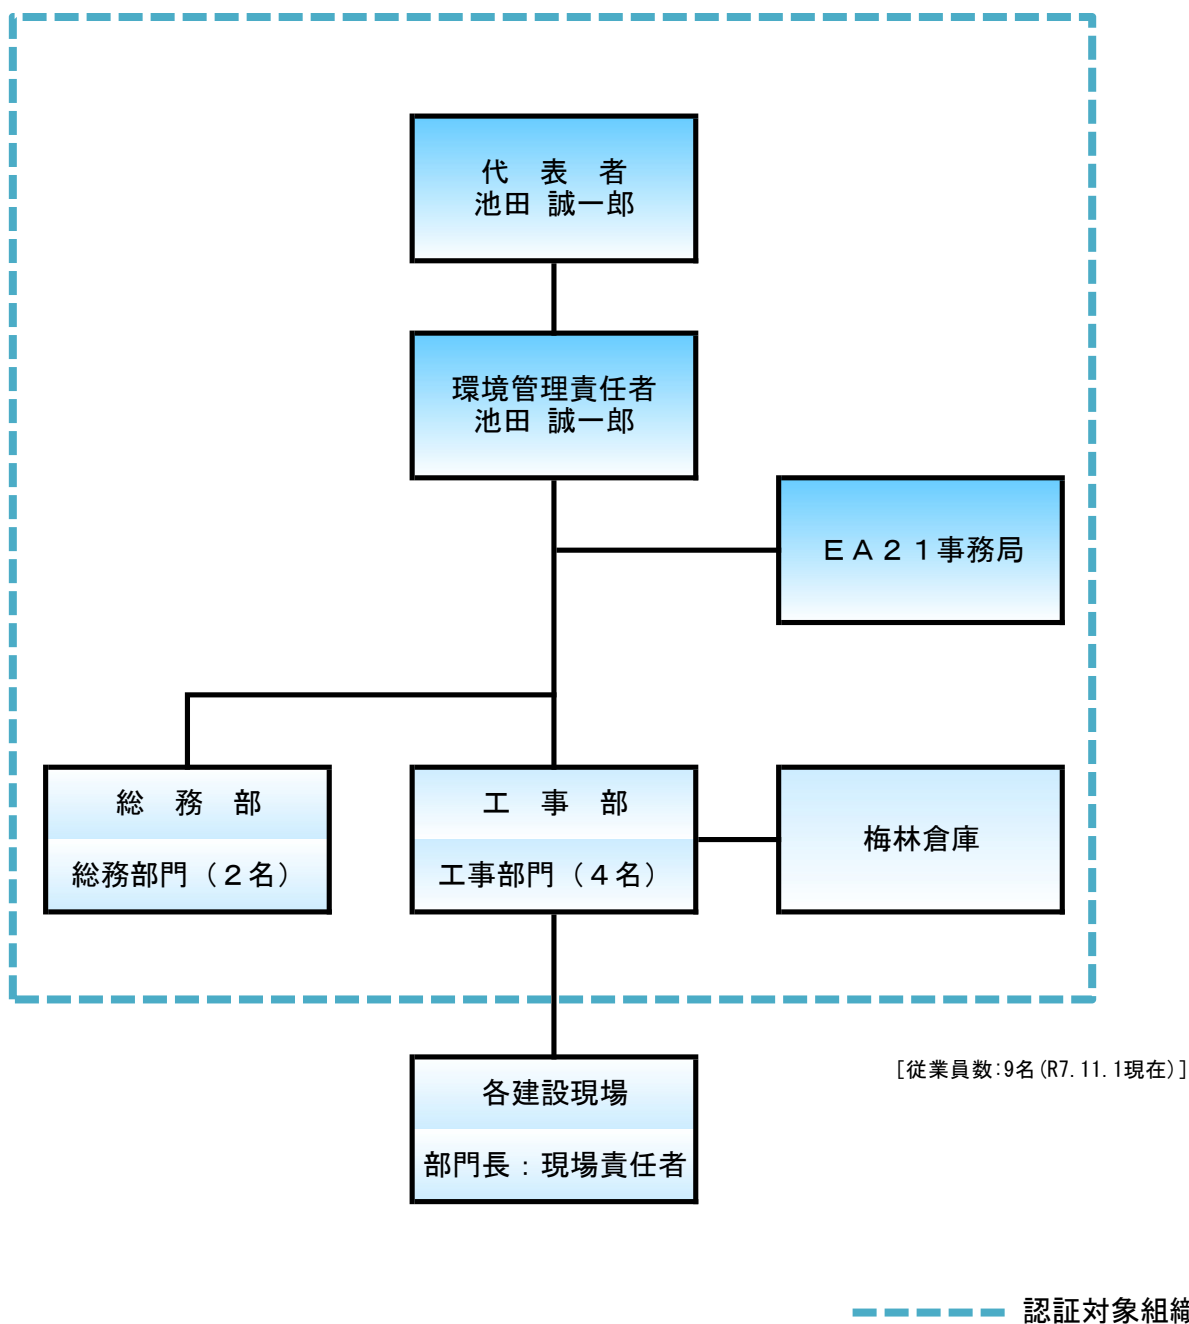 代　表　者
池田 誠一郎
環境管理責任者
池田 誠一郎
ＥＡ２１事務局
総　務　部
総務部門（２名）
工　事　部
工事部門（４名）
梅林倉庫
[従業員数:9名(R7.11.1現在)]
各建設現場
部門長：現場責任者
認証対象組織